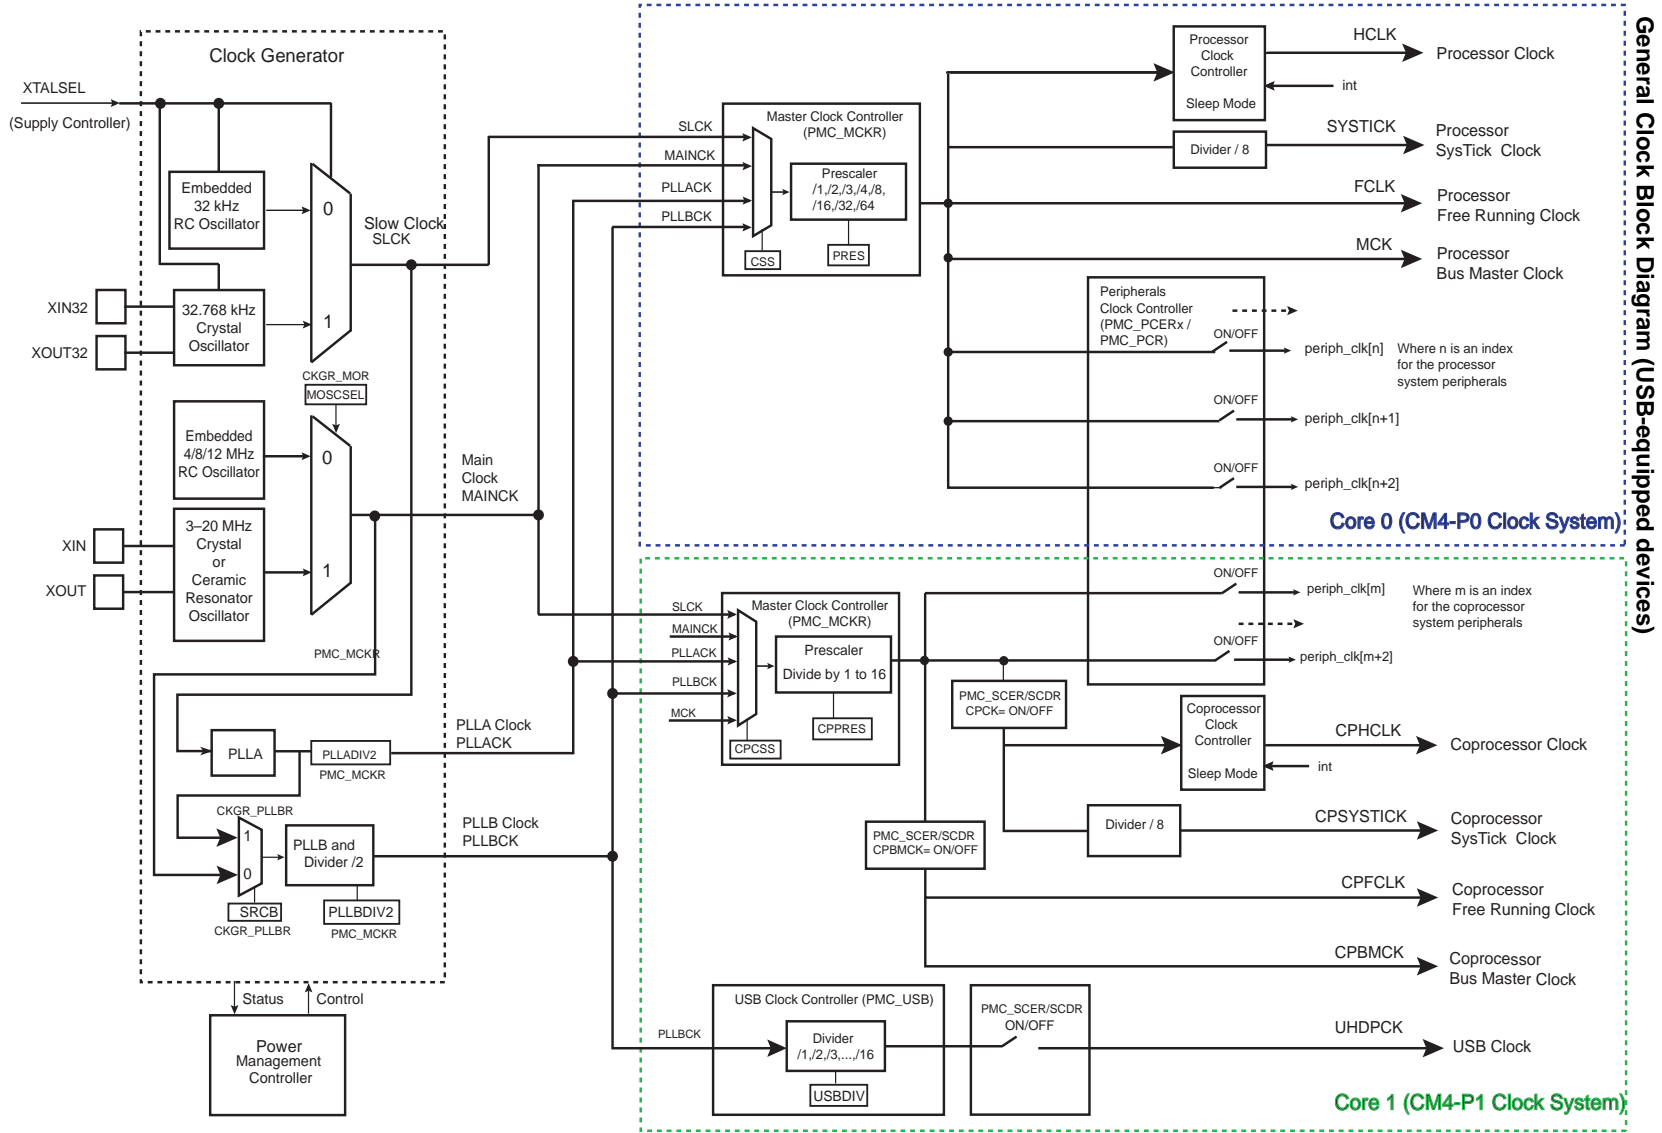 General Clock Block Diagram (USB-equipped devices)
Clock Generator
XTALSEL
(Supply Controller)
Embedded
32 kHz
RC Oscillator
0
Slow Clock
SLCK
XIN32
XOUT32
32.768 kHz
Crystal
Oscillator
1
CKGR_MOR
MOSCSEL
Embedded
4/8/12 MHz
RC Oscillator
0
Main
Clock
MAINCK
XIN
XOUT
3–20 MHz
Crystal
or
Ceramic
Resonator
Oscillator
1
PMC_MCKR
PLLA
PLLADIV2
PMC_MCKR
PLLA Clock
PLLACK
CKGR_PLLBR
1
0
PLLB and
Divider /2
PLLB Clock
PLLBCK
SRCB
CKGR_PLLBR
PLLBDIV2
PMC_MCKR
Status
Control
Power
Management
Controller
SLCK
MAINCK
PLLACK
PLLBCK
Master Clock Controller
(PMC_MCKR)
Prescaler
/1,/2,/3,/4,/8,
/16,/32,/64
CSS
PRES
Processor
Clock
Controller
Sleep Mode
HCLK
Processor Clock
int
Divider / 8
SYSTICK
Processor
SysTick Clock
FCLK
Processor
Free Running Clock
MCK
Processor
Bus Master Clock
Peripherals
Clock Controller
(PMC_PCERx /
PMC_PCR)
ON/OFF
periph_clk[n]
Where n is an index
for the processor
system peripherals
ON/OFF
periph_clk[n+1]
ON/OFF
periph_clk[n+2]
Core 0 (CM4-P0 Clock System)
SLCK
MAINCK
PLLACK
PLLBCK
MCK
Master Clock Controller
(PMC_MCKR)
Prescaler
Divide by 1 to 16
CPCSS
CPPRES
ON/OFF
periph_clk[m]
Where m is an index
for the coprocessor
system peripherals
ON/OFF
periph_clk[m+2]
PMC_SCER/SCDR
CPCK= ON/OFF
Coprocessor
Clock
Controller
Sleep Mode
CPHCLK
Coprocessor Clock
int
Divider / 8
CPSYSTICK
Coprocessor
SysTick Clock
PMC_SCER/SCDR
CPBMCK= ON/OFF
CPFCLK
Coprocessor
Free Running Clock
CPBMCK
Coprocessor
Bus Master Clock
PLLBCK
USB Clock Controller (PMC_USB)
Divider
/1,/2,/3,...,/16
USBDIV
PMC_SCER/SCDR
ON/OFF
UHDPCK
USB Clock
Core 1 (CM4-P1 Clock System)